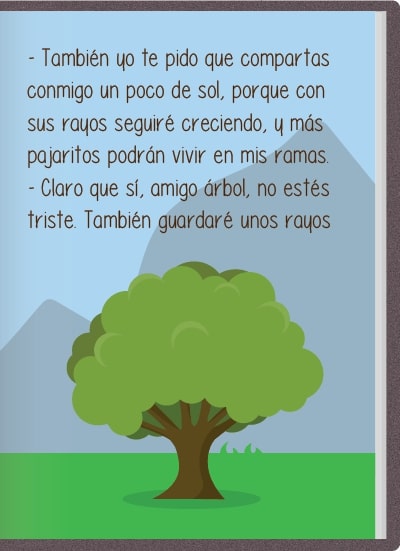 - También yo te pido que compartas
conmigo un poco de sol, porque con
sus rayos seguiré creciendo, y más
pajaritos podrán vivir en mis ramas.
- Claro que sí, amigo árbol, no estés
triste. También guardaré unos rayos